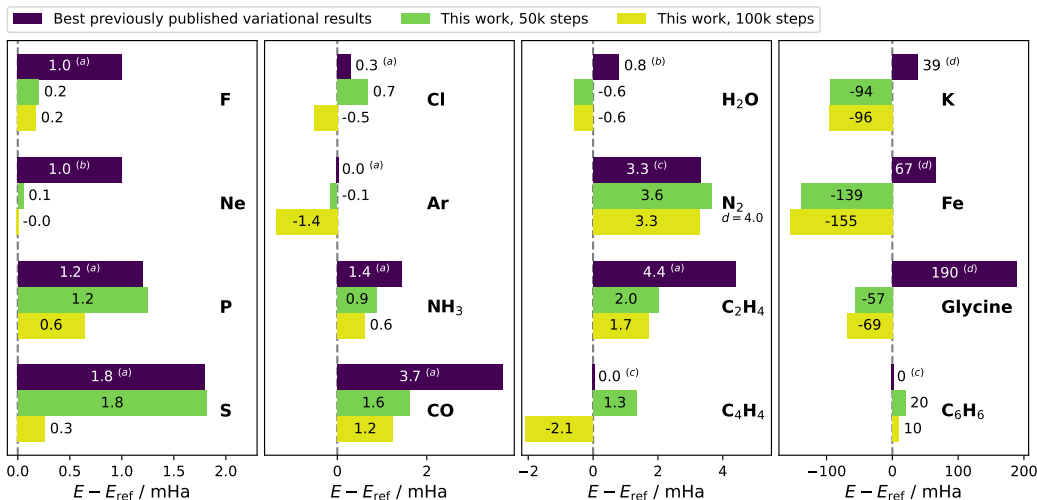 Best previously published variational results
This work, 50k steps
This work, 100k steps
1.0 (a)
0.2
0.2
F
1.0 (b)
0.1
-0.0
Ne
1.2 (a)
1.2
0.6
P
1.8 (a)
1.8
0.3
S
0.0 0.5 1.0 1.5 2.0
E − E_ref / mHa
0.3 (a)
0.7
-0.5
Cl
0.0 (a)
-0.1
-1.4
Ar
1.4 (a)
0.9
0.6
NH₃
3.7 (a)
1.6
1.2
CO
0 2
E − E_ref / mHa
0.8 (b)
-0.6
-0.6
H₂O
3.3 (c)
3.6
3.3
N₂
d = 4.0
4.4 (a)
2.0
1.7
C₂H₄
0.0 (c)
1.3
-2.1
C₄H₄
−2 0 2 4 6
E − E_ref / mHa
39 (d)
-94
-96
K
67 (d)
-139
-155
Fe
190 (d)
-57
-69
Glycine
0 (c)
20
10
C₆H₆
−100 0 100 200
E − E_ref / mHa